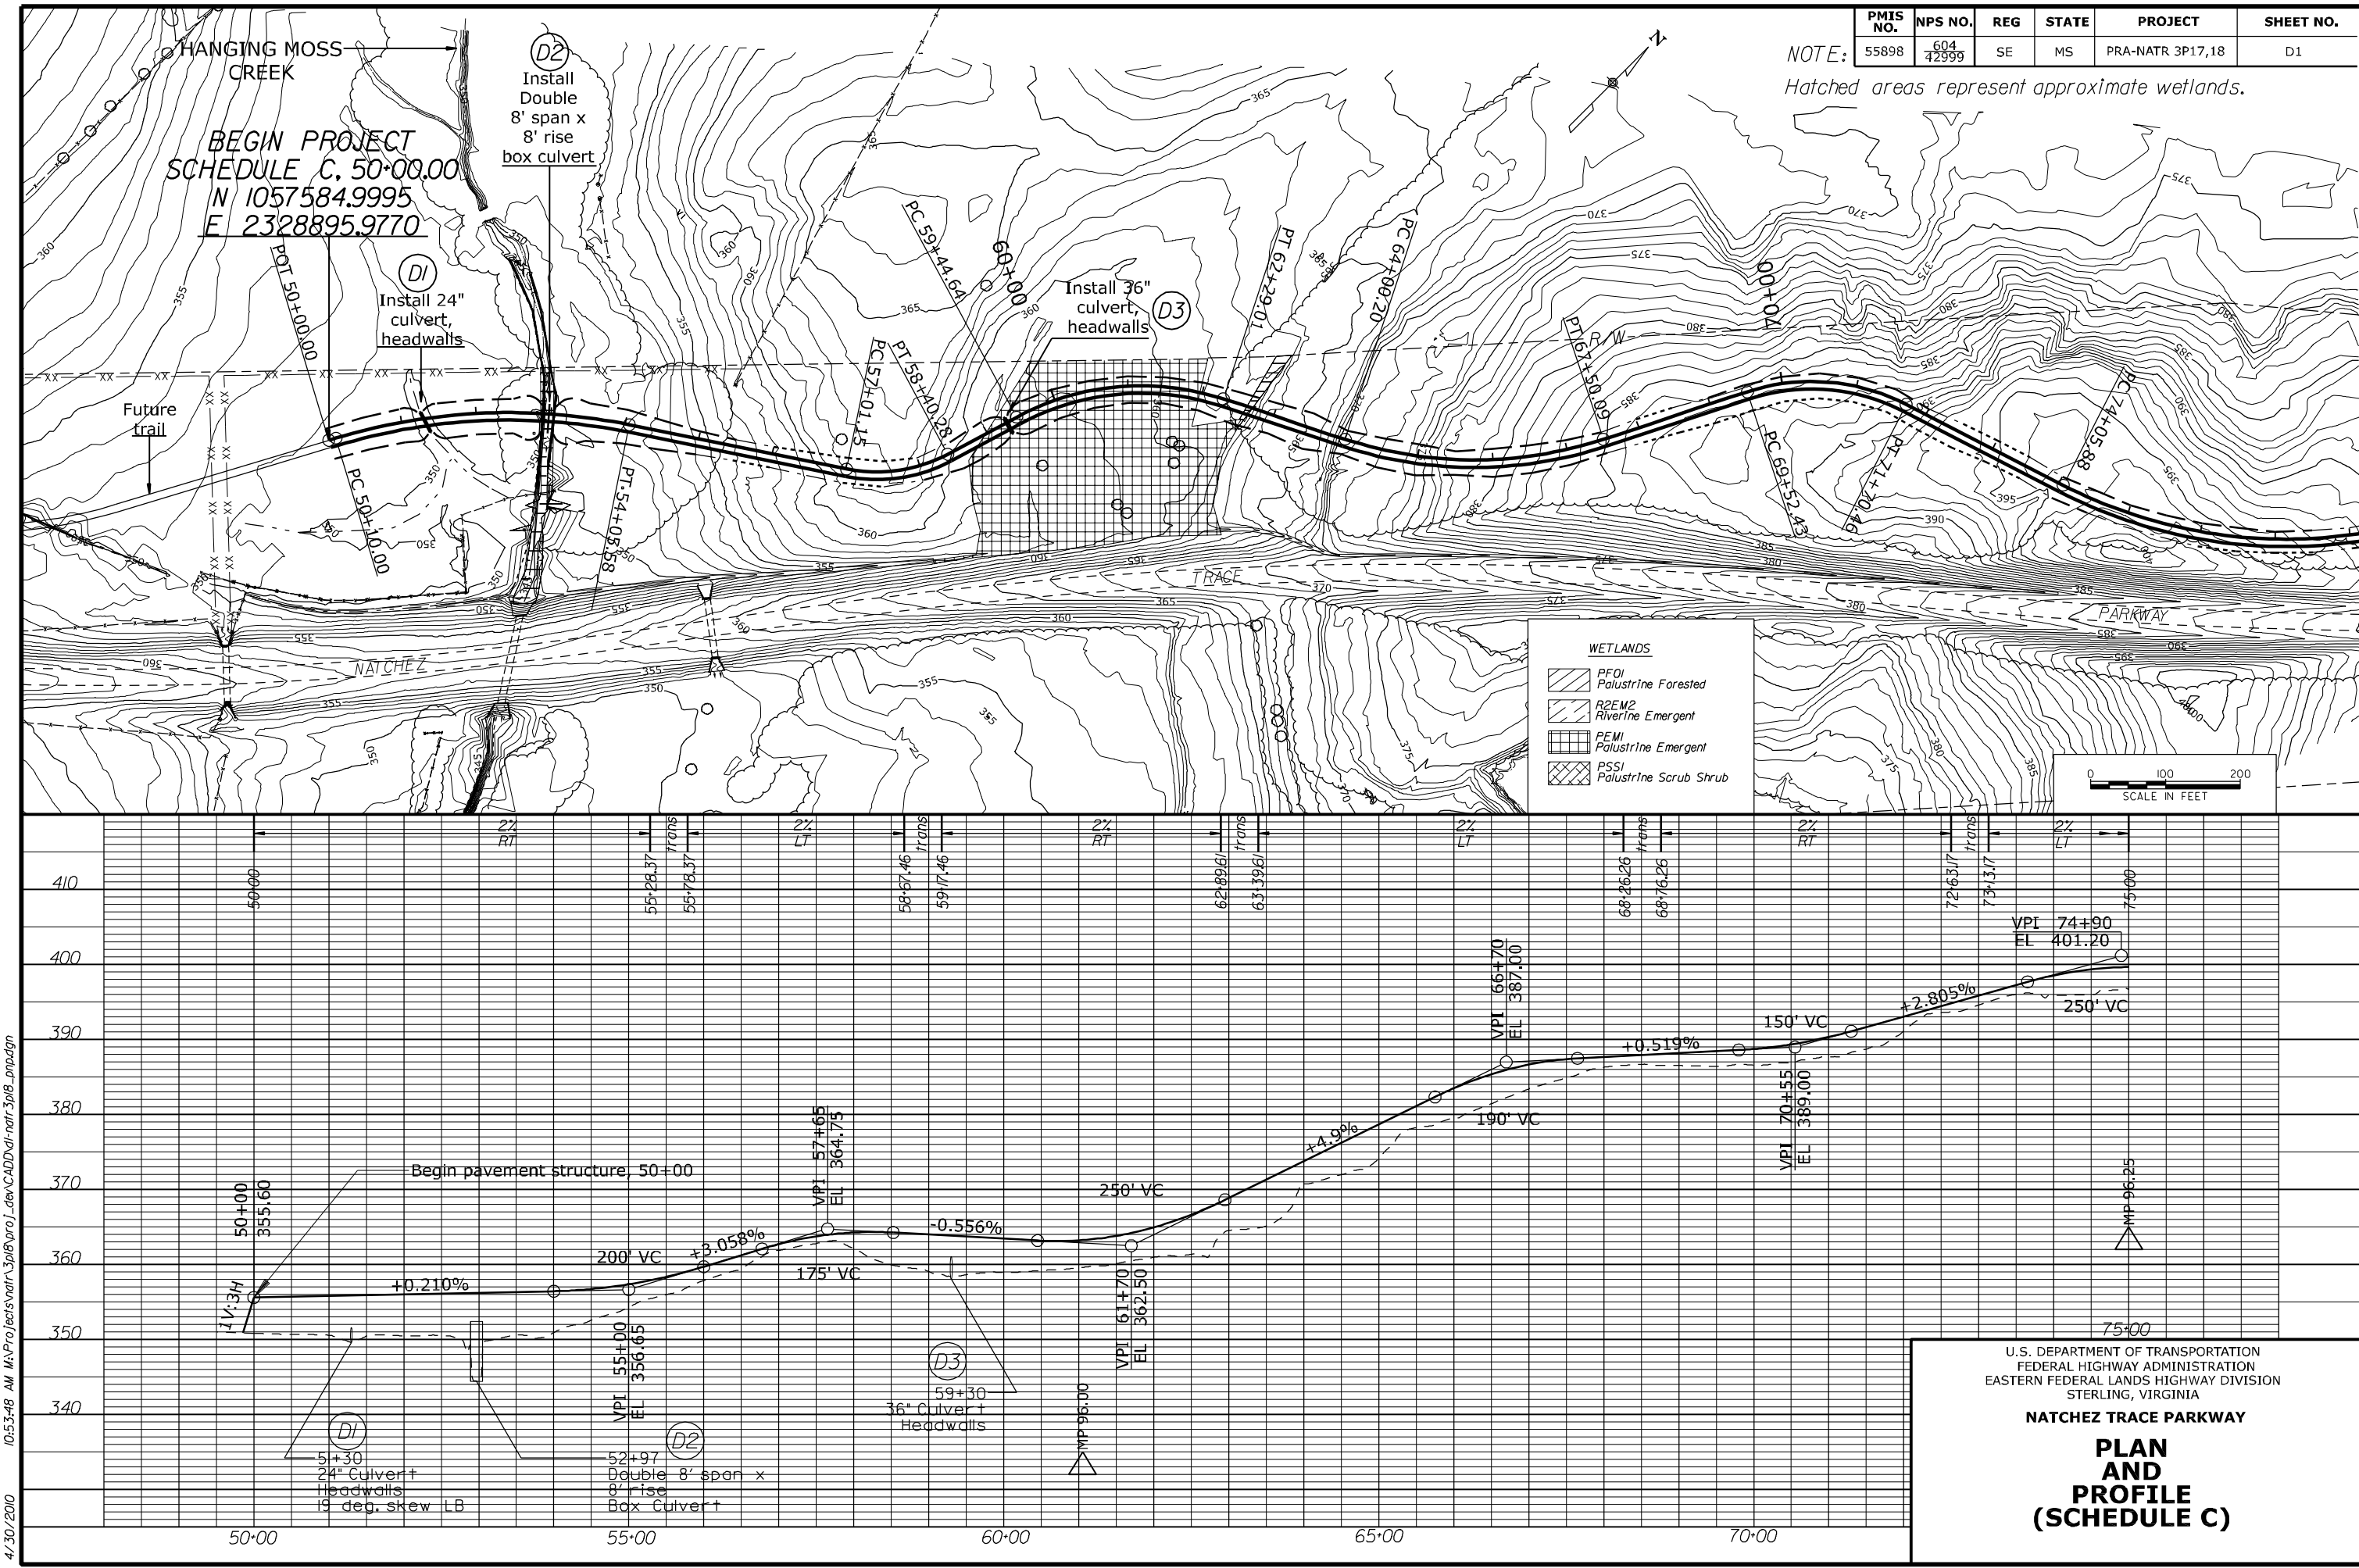 PMIS NO.
NPS NO.
REG
STATE
PROJECT
SHEET NO.
55898
604
42999
SE
MS
PRA-NATR 3P17,18
D1
NOTE:
Hatched areas represent approximate wetlands.
N
HANGING MOSS
CREEK
BEGIN PROJECT
SCHEDULE C, 50+00.00
N 1057584.9995
E 2328895.9770
D2
Install
Double
8' span x
8' rise
box culvert
D1
Install 24"
culvert,
headwalls
Install 36"
culvert,
headwalls
D3
Future
trail
POT 50+00.00
PC 50+10.00
PT 54+03.58
PC 57+01.15
PT 58+40.28
PC 59+44.64
60+00
PT 62+29.01
PC 64+00.20
PT 67+50.09
R/W
70+00
PC 69+52.43
PT 71+70.46
PC 74+05.88
NATCHEZ
TRACE
PARKWAY
WETLANDS
PFO1
Palustrine Forested
R2EM2
Riverine Emergent
PEM1
Palustrine Emergent
PSS1
Palustrine Scrub Shrub
0 100 200
SCALE IN FEET
2%
RT
trans
2%
LT
trans
2%
RT
trans
2%
LT
trans
2%
RT
trans
2%
LT
50+00
55+28.37
55+78.37
58+67.46
59+17.46
62+89.61
63+39.61
68+26.26
68+76.26
72+63.17
73+13.17
75+00
410
400
390
380
370
360
350
340
50+00
355.60
1V:3H
Begin pavement structure, 50+00
+0.210%
200' VC
VPI 55+00
EL 356.65
+3.058%
VPI 57+65
EL 364.75
175' VC
-0.556%
250' VC
VPI 61+70
EL 362.50
+4.9%
VPI 66+70
EL 387.00
190' VC
+0.519%
150' VC
VPI 70+55
EL 389.00
+2.805%
VPI 74+90
EL 401.20
250' VC
MP 96.00
MP 96.25
75+00
D1
51+30
24" Culvert
Headwalls
19 deg. skew LB
D2
52+97
Double 8' span x
8' rise
Box Culvert
D3
59+30
36" Culvert
Headwalls
50+00
55+00
60+00
65+00
70+00
U.S. DEPARTMENT OF TRANSPORTATION
FEDERAL HIGHWAY ADMINISTRATION
EASTERN FEDERAL LANDS HIGHWAY DIVISION
STERLING, VIRGINIA
NATCHEZ TRACE PARKWAY
PLAN
AND
PROFILE
(SCHEDULE C)
4/30/2010 10:53:48 AM M:\Projects\natr\3p18\proj_dev\CADD\d1-natr3p18_pnp.dgn